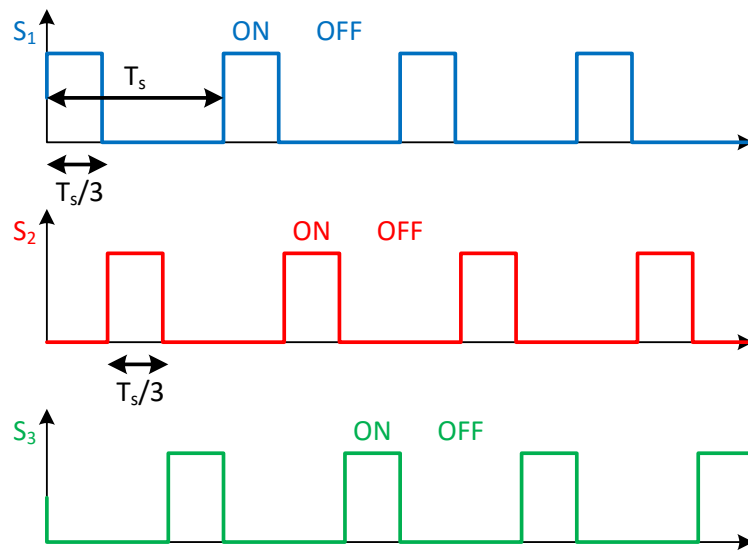 S₁ ON OFF
Tₛ
Tₛ/3
S₂ ON OFF
Tₛ/3
S₃ ON OFF